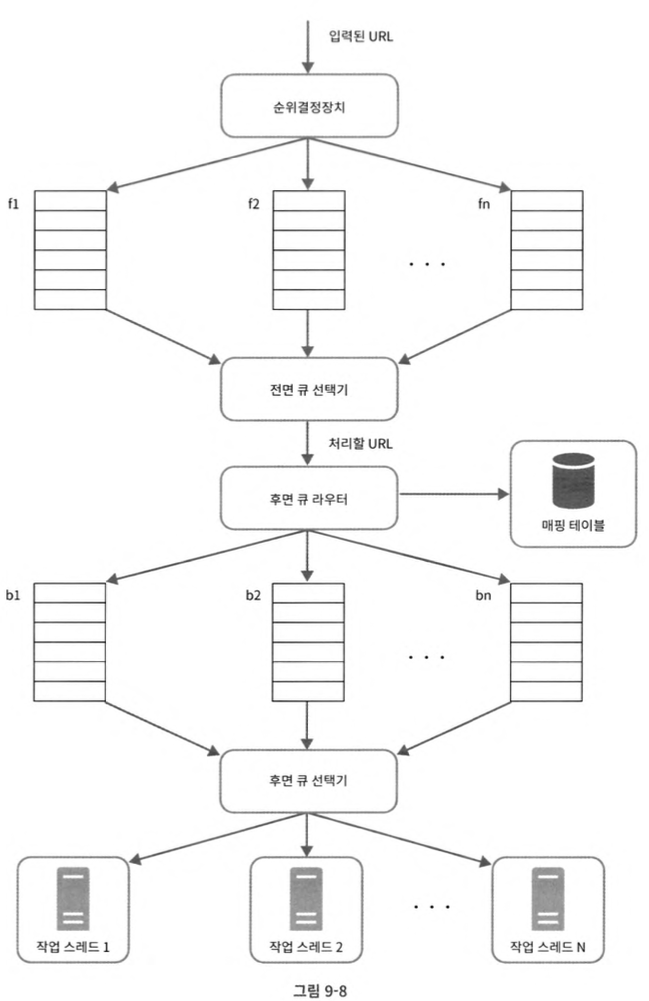 입력된 URL
순위결정장치
f1
f2
fn
. . .
전면 큐 선택기
처리할 URL
후면 큐 라우터
매핑 테이블
b1
b2
bn
. . .
후면 큐 선택기
작업 스레드 1
작업 스레드 2
. . .
작업 스레드 N
그림 9-8